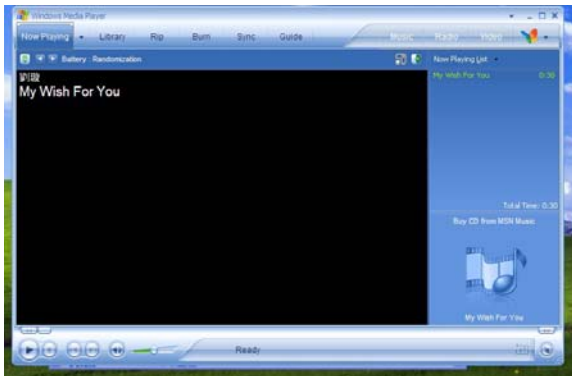 Windows Media Player
Now Playing
Library
Rip
Burn
Sync
Guide
Music
Radio
Video
Battery : Randomization
Now Playing List
My Wish For You
My Wish For You 0:30
Total Time: 0:30
Buy CD from MSN Music
My Wish For You
Ready